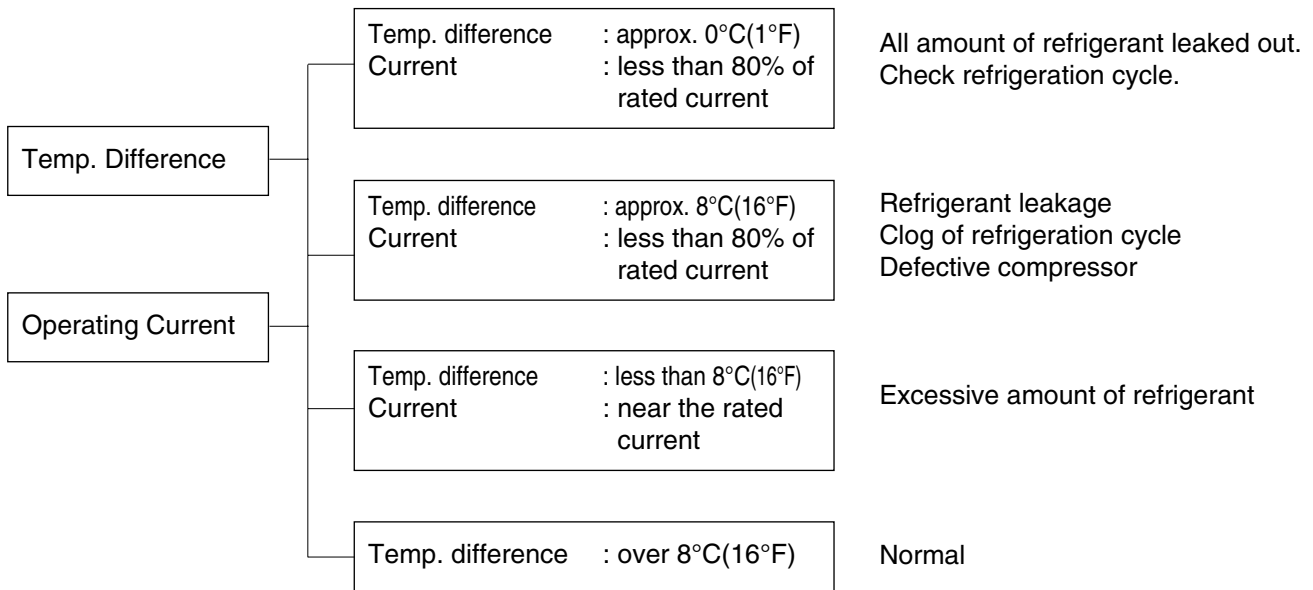 Temp. Difference
Operating Current
Temp. difference : approx. 0°C(1°F)
Current : less than 80% of
rated current
All amount of refrigerant leaked out.
Check refrigeration cycle.
Temp. difference : approx. 8°C(16°F)
Current : less than 80% of
rated current
Refrigerant leakage
Clog of refrigeration cycle
Defective compressor
Temp. difference : less than 8°C(16°F)
Current : near the rated
current
Excessive amount of refrigerant
Temp. difference : over 8°C(16°F)
Normal